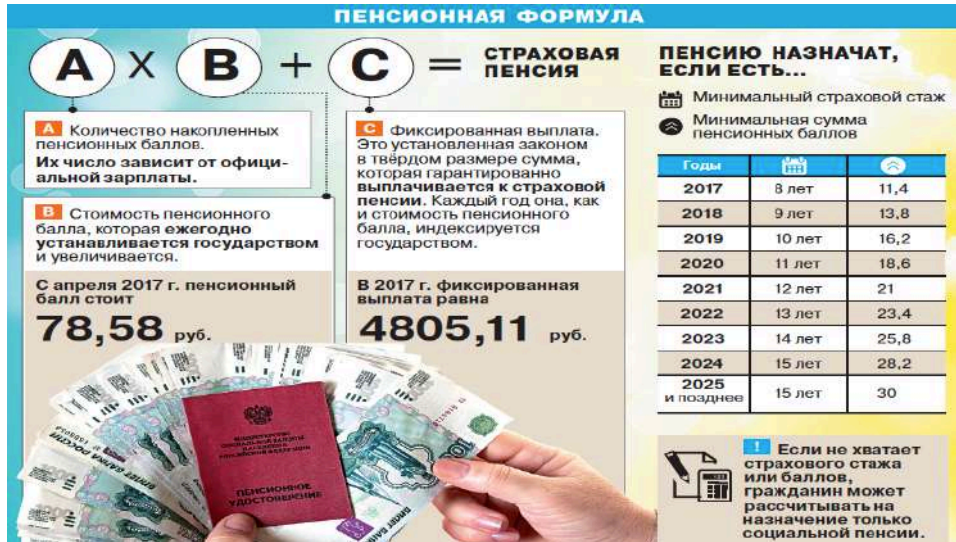 ПЕНСИОННАЯ ФОРМУЛА
A X B + C = СТРАХОВАЯ
ПЕНСИЯ
A Количество накопленных
пенсионных баллов.
Их число зависит от офици-
альной зарплаты.
B Стоимость пенсионного
балла, которая ежегодно
устанавливается государством
и увеличивается.
С апреля 2017 г. пенсионный
балл стоит
78,58 руб.
C Фиксированная выплата.
Это установленная законом
в твёрдом размере сумма,
которая гарантированно
выплачивается к страховой
пенсии. Каждый год она, как
и стоимость пенсионного
балла, индексируется
государством.
В 2017 г. фиксированная
выплата равна
4805,11 руб.
ПЕНСИОННОЕ
УДОСТОВЕРЕНИЕ
ПЕНСИЮ НАЗНАЧАТ,
ЕСЛИ ЕСТЬ...
Минимальный страховой стаж
Минимальная сумма
пенсионных баллов
Годы
2017 8 лет 11,4
2018 9 лет 13,8
2019 10 лет 16,2
2020 11 лет 18,6
2021 12 лет 21
2022 13 лет 23,4
2023 14 лет 25,8
2024 15 лет 28,2
2025
и позднее 15 лет 30
! Если не хватает
страхового стажа
или баллов,
гражданин может
рассчитывать на
назначение только
социальной пенсии.